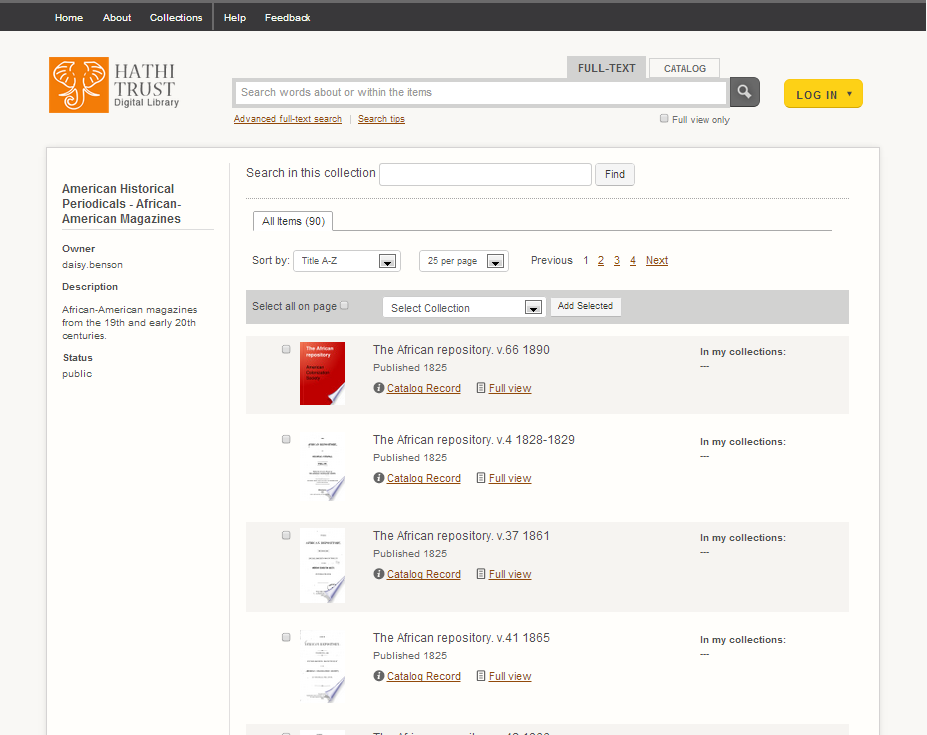 Home About Collections Help Feedback
HATHI
TRUST
Digital Library
FULL-TEXT CATALOG
Search words about or within the items
LOG IN
Advanced full-text search | Search tips
Full view only
American Historical
Periodicals - African-
American Magazines
Owner
daisy.benson
Description
African-American magazines
from the 19th and early 20th
centuries.
Status
public
Search in this collection Find
All Items (90)
Sort by: Title A-Z 25 per page Previous 1 2 3 4 Next
Select all on page Select Collection Add Selected
The African
repository
American
Colonization
Society
The African repository. v.66 1890
Published 1825
Catalog Record Full view
In my collections:
---
The African repository. v.4 1828-1829
Published 1825
Catalog Record Full view
In my collections:
---
The African repository. v.37 1861
Published 1825
Catalog Record Full view
In my collections:
---
The African repository. v.41 1865
Published 1825
Catalog Record Full view
In my collections:
---